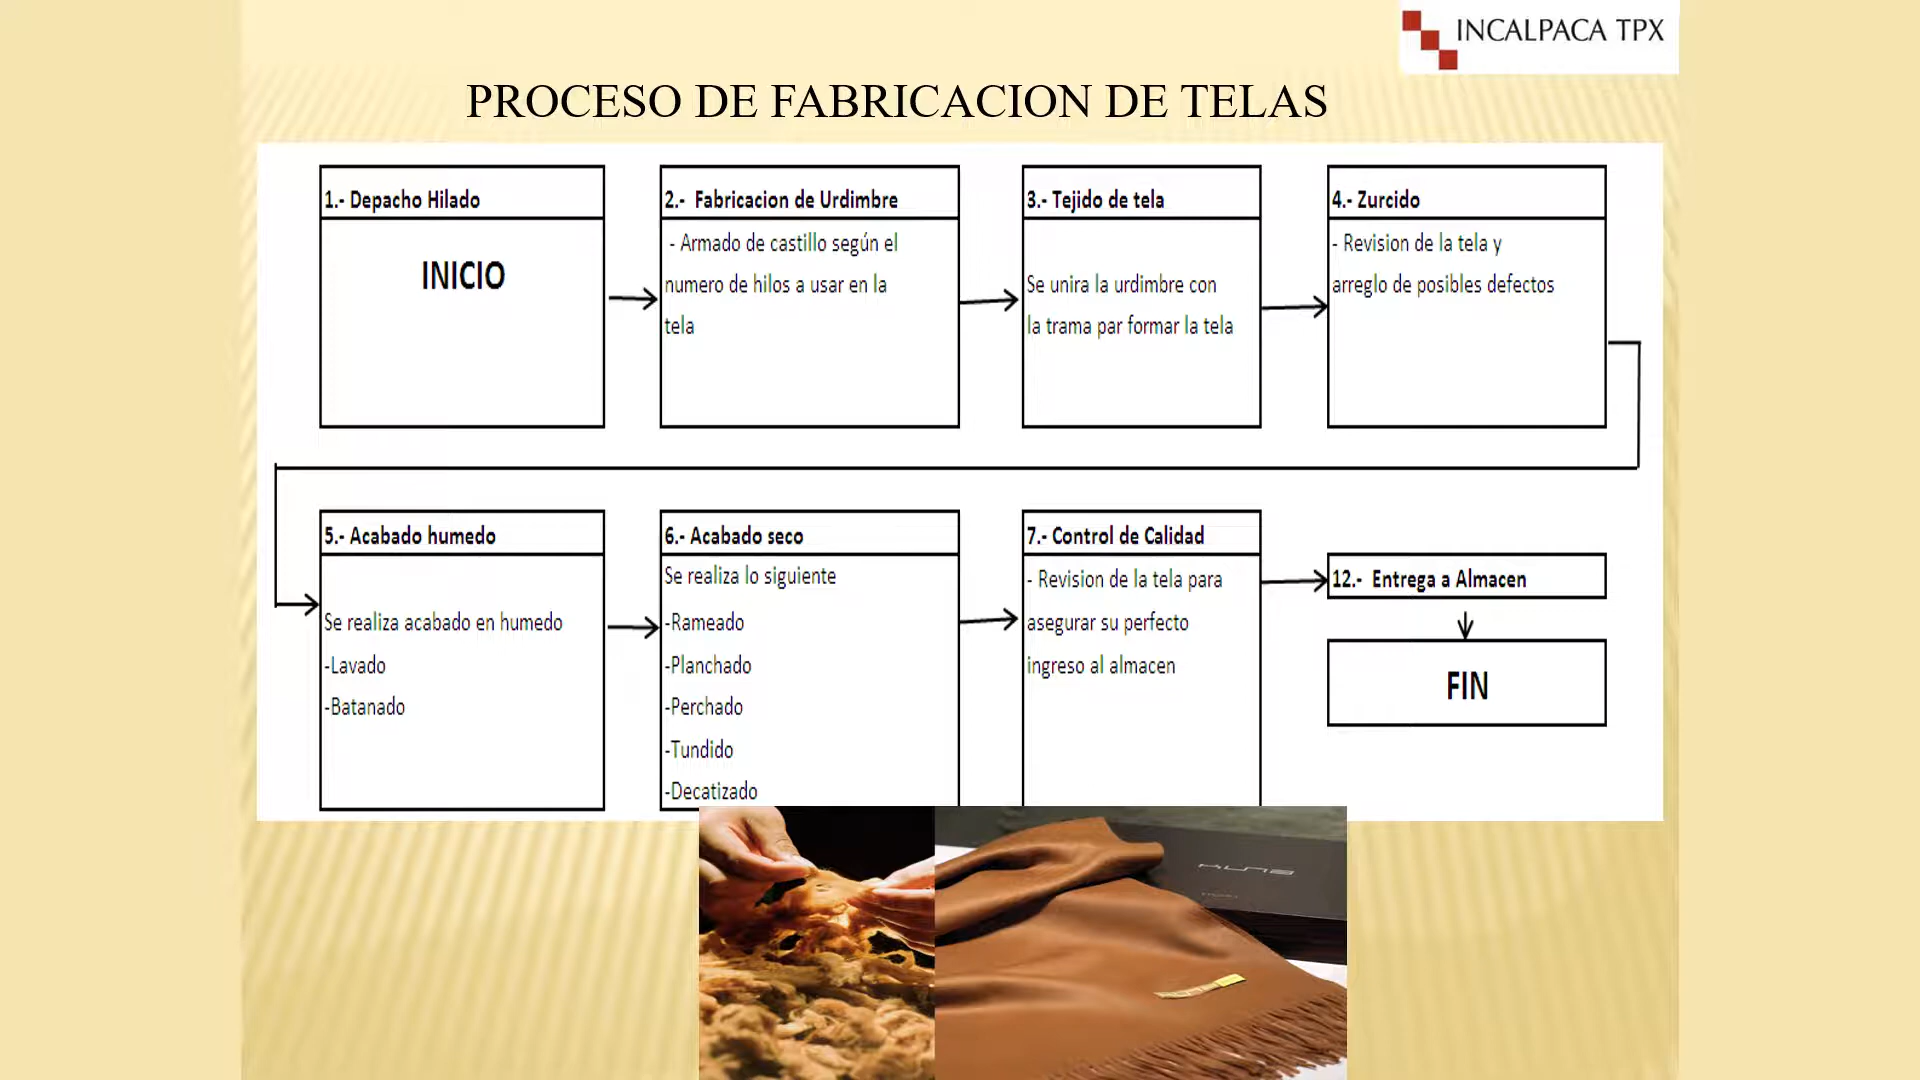 INCALPACA TPX
PROCESO DE FABRICACION DE TELAS
1.- Depacho Hilado
INICIO
2.- Fabricacion de Urdimbre
- Armado de castillo según el
numero de hilos a usar en la
tela
3.- Tejido de tela
Se unira la urdimbre con
la trama par formar la tela
4.- Zurcido
- Revision de la tela y
arreglo de posibles defectos
5.- Acabado humedo
Se realiza acabado en humedo
-Lavado
-Batanado
6.- Acabado seco
Se realiza lo siguiente
-Rameado
-Planchado
-Perchado
-Tundido
-Decatizado
7.- Control de Calidad
- Revision de la tela para
asegurar su perfecto
ingreso al almacen
12.- Entrega a Almacen
FIN
KUNA